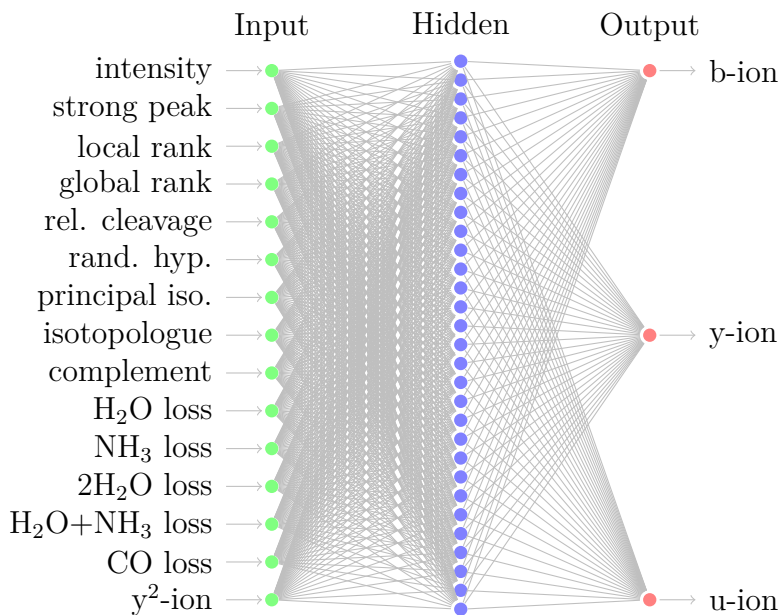 Input Hidden Output
intensity
strong peak
local rank
global rank
rel. cleavage
rand. hyp.
principal iso.
isotopologue
complement
H₂O loss
NH₃ loss
2H₂O loss
H₂O+NH₃ loss
CO loss
y²-ion
b-ion
y-ion
u-ion